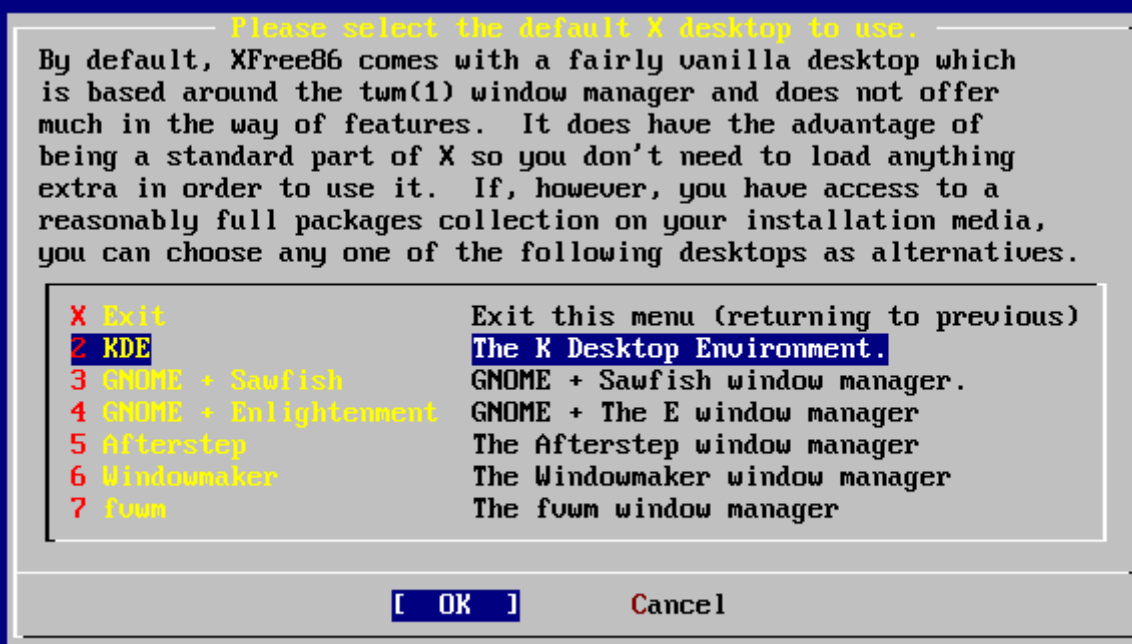 Please select the default X desktop to use.
By default, XFree86 comes with a fairly vanilla desktop which
is based around the twm(1) window manager and does not offer
much in the way of features.  It does have the advantage of
being a standard part of X so you don't need to load anything
extra in order to use it.  If, however, you have access to a
reasonably full packages collection on your installation media,
you can choose any one of the following desktops as alternatives.
X Exit Exit this menu (returning to previous)
2 KDE The K Desktop Environment.
3 GNOME + Sawfish GNOME + Sawfish window manager.
4 GNOME + Enlightenment GNOME + The E window manager
5 Afterstep The Afterstep window manager
6 Windowmaker The Windowmaker window manager
7 fvwm The fvwm window manager
[ OK ] Cancel